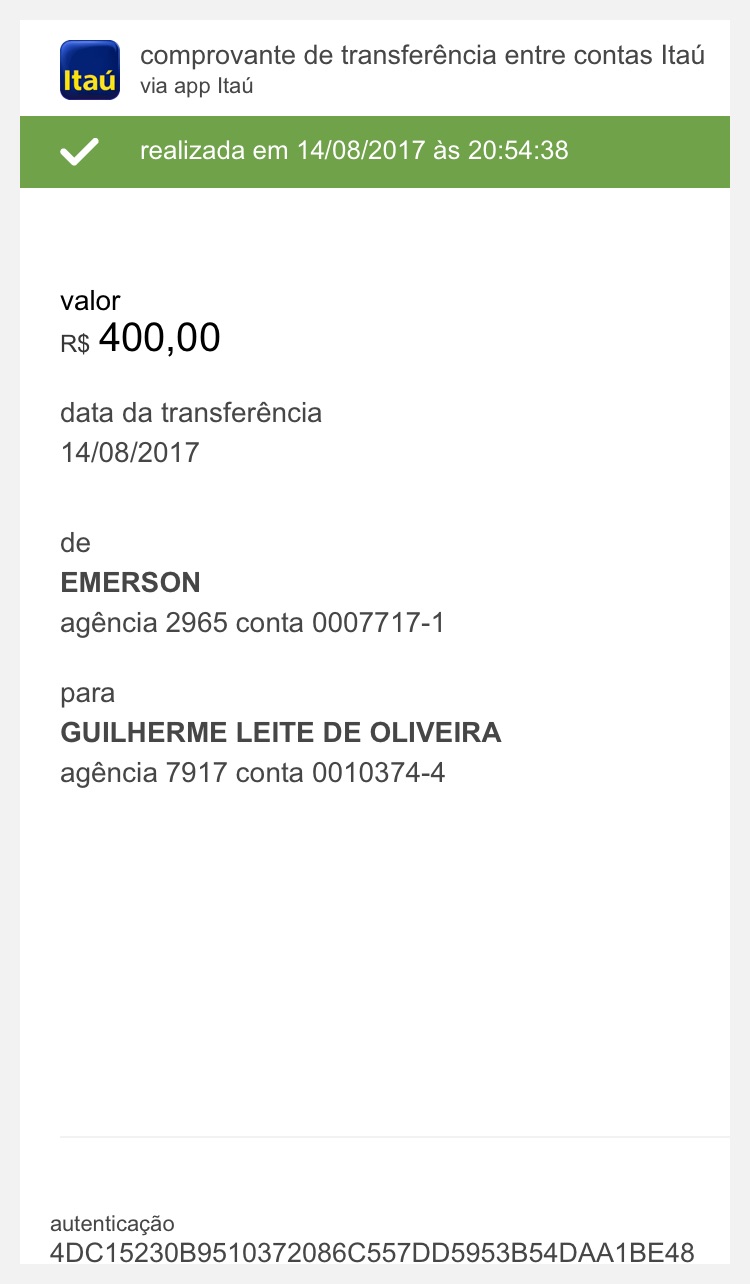 Itaú
comprovante de transferência entre contas Itaú
via app Itaú
realizada em 14/08/2017 às 20:54:38
valor
R$ 400,00
data da transferência
14/08/2017
de
EMERSON
agência 2965 conta 0007717-1
para
GUILHERME LEITE DE OLIVEIRA
agência 7917 conta 0010374-4
autenticação
4DC15230B9510372086C557DD5953B54DAA1BE48